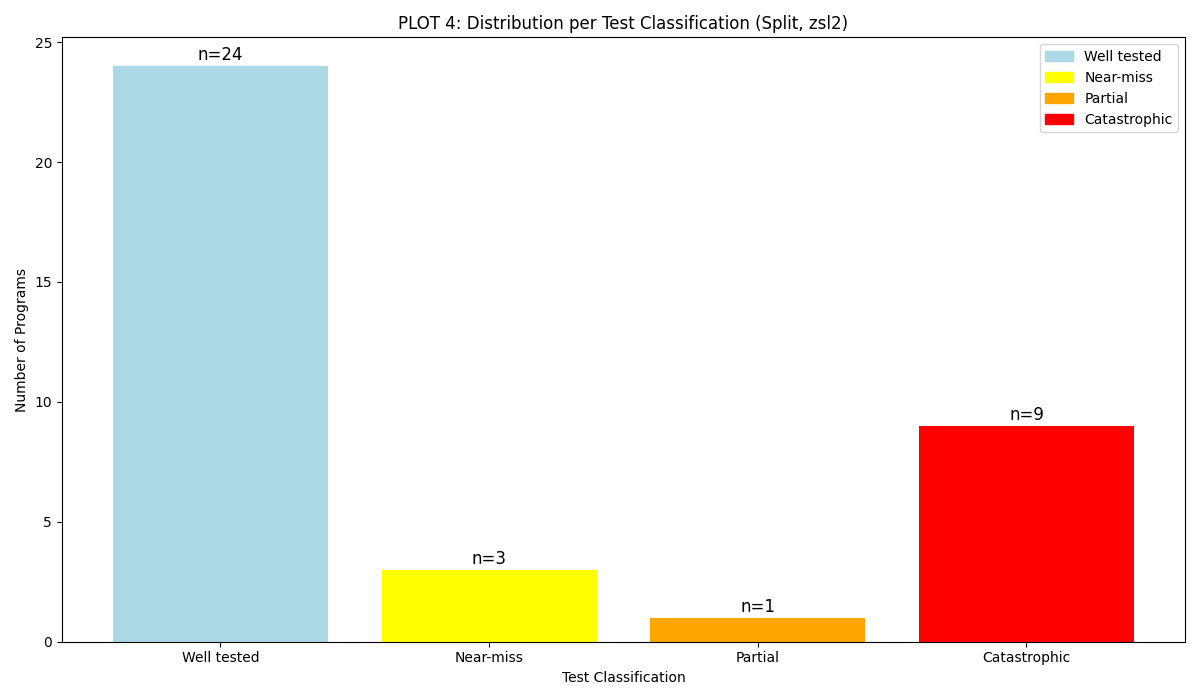 PLOT 4: Distribution per Test Classification (Split, zsl2)
25
20
15
10
5
0
Number of Programs
n=24
n=3
n=1
n=9
Well tested
Near-miss
Partial
Catastrophic
Well tested
Near-miss
Partial
Catastrophic
Test Classification